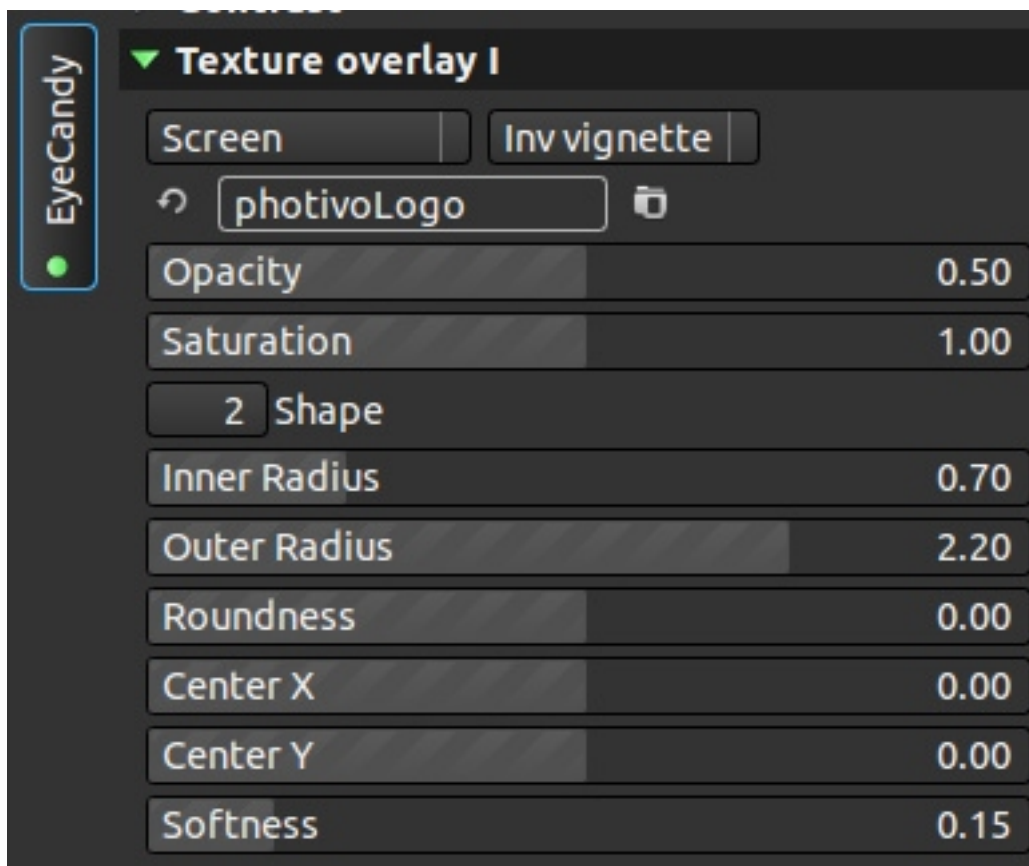 Contrast
EyeCandy
Texture overlay I
Screen Inv vignette
photivoLogo
Opacity 0.50
Saturation 1.00
2 Shape
Inner Radius 0.70
Outer Radius 2.20
Roundness 0.00
Center X 0.00
Center Y 0.00
Softness 0.15